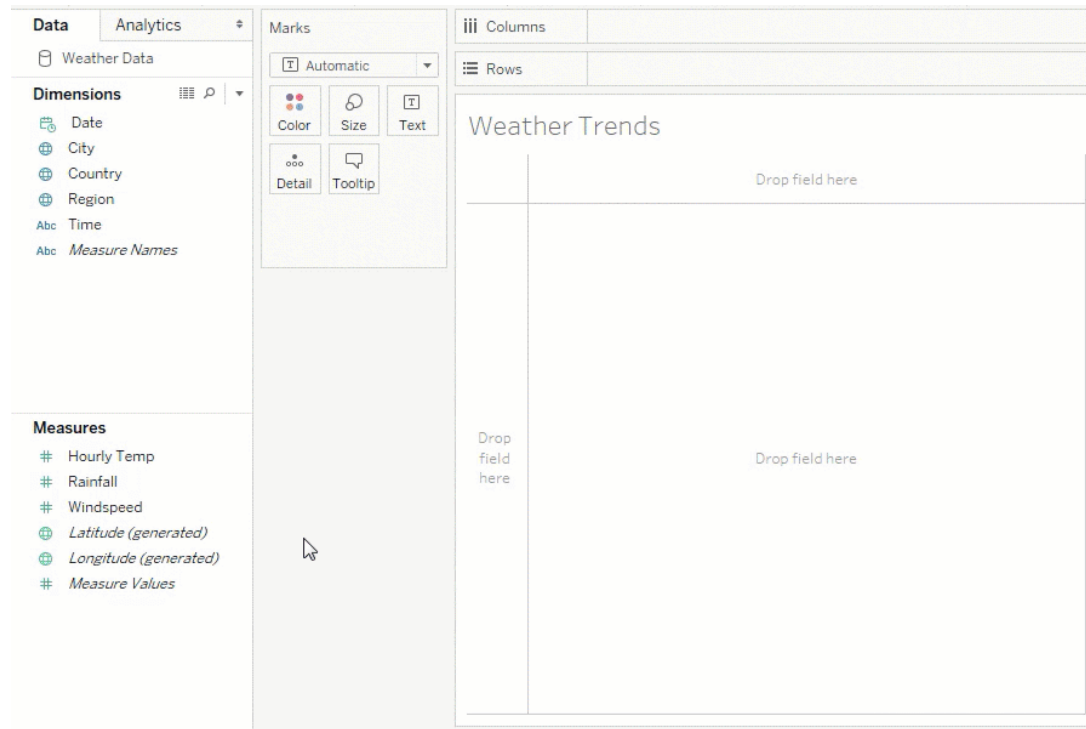 Data
Analytics
Weather Data
Dimensions
Date
City
Country
Region
Abc Time
Abc Measure Names
Measures
# Hourly Temp
# Rainfall
# Windspeed
Latitude (generated)
Longitude (generated)
# Measure Values
Marks
T Automatic
Color
Size
T
Text
Detail
Tooltip
Columns
Rows
Weather Trends
Drop field here
Drop
field
here
Drop field here